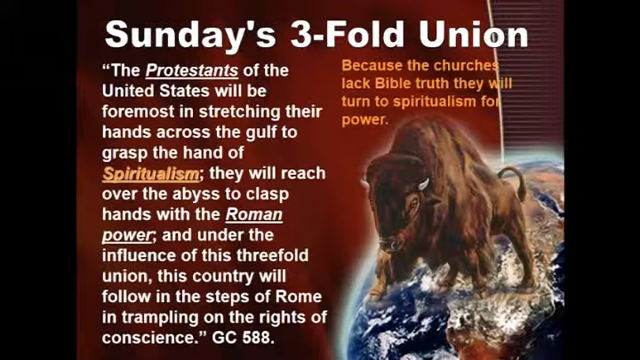 Sunday's 3-Fold Union
“The Protestants of the
United States will be
foremost in stretching their
hands across the gulf to
grasp the hand of
Spiritualism; they will reach
over the abyss to clasp
hands with the Roman
power; and under the
influence of this threefold
union, this country will
follow in the steps of Rome
in trampling on the rights of
conscience.” GC 588.
Because the churches
lack Bible truth they will
turn to spiritualism for
power.